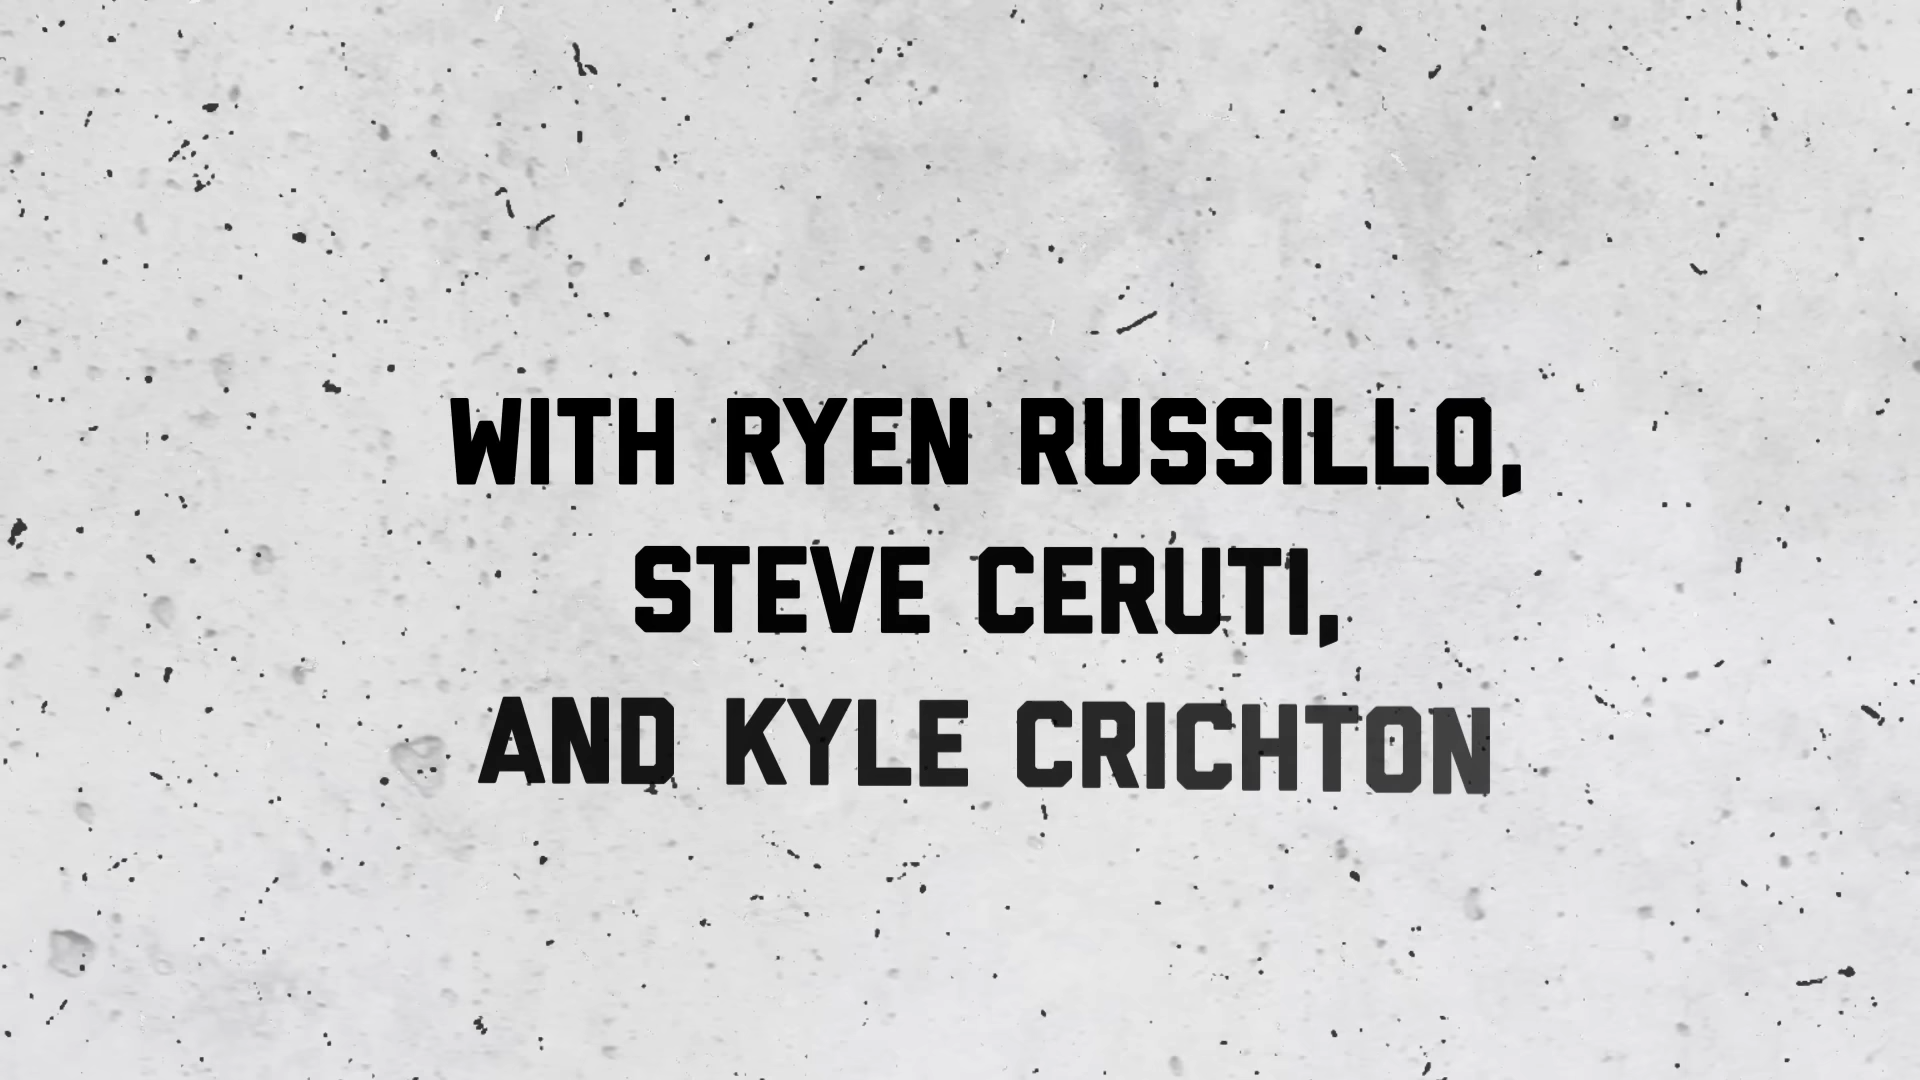 WITH RYEN RUSSILLO,
STEVE CERUTI,
AND KYLE CRICHTON